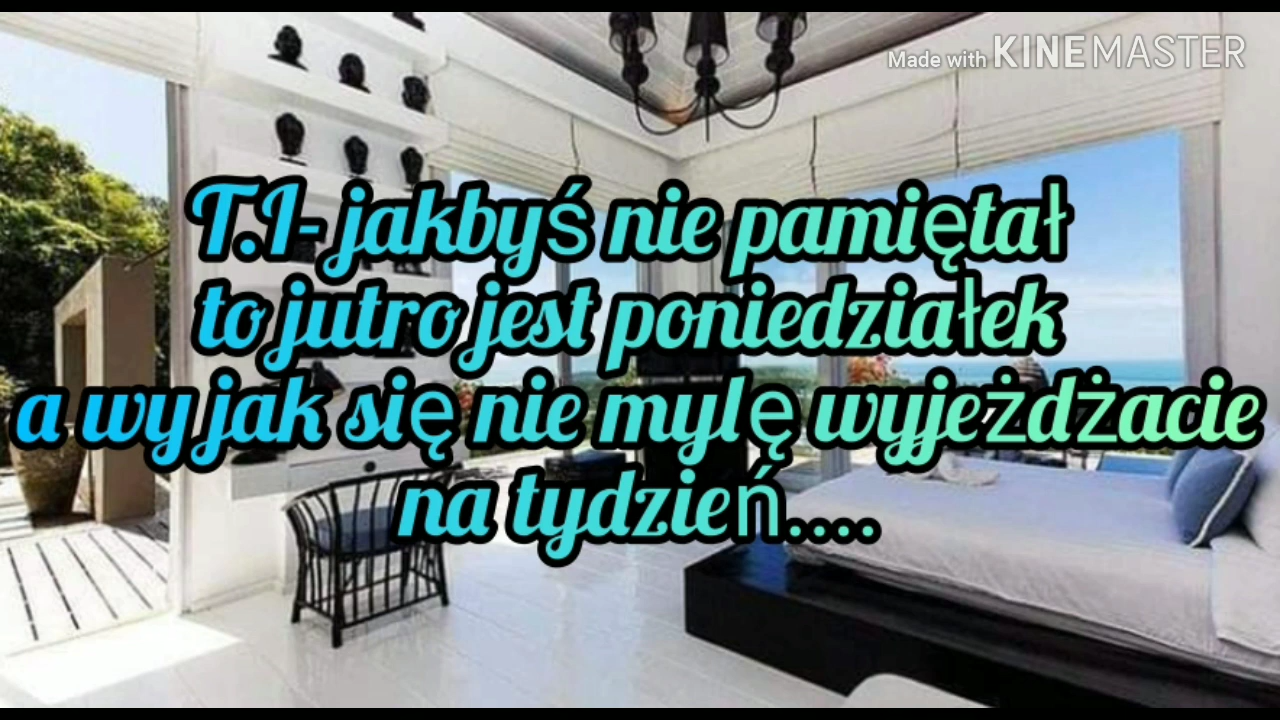 Made with KINEMASTER
T.I- jakbyś nie pamiętał
to jutro jest poniedziałek
a wy jak się nie mylę wyjeżdżacie
na tydzień....